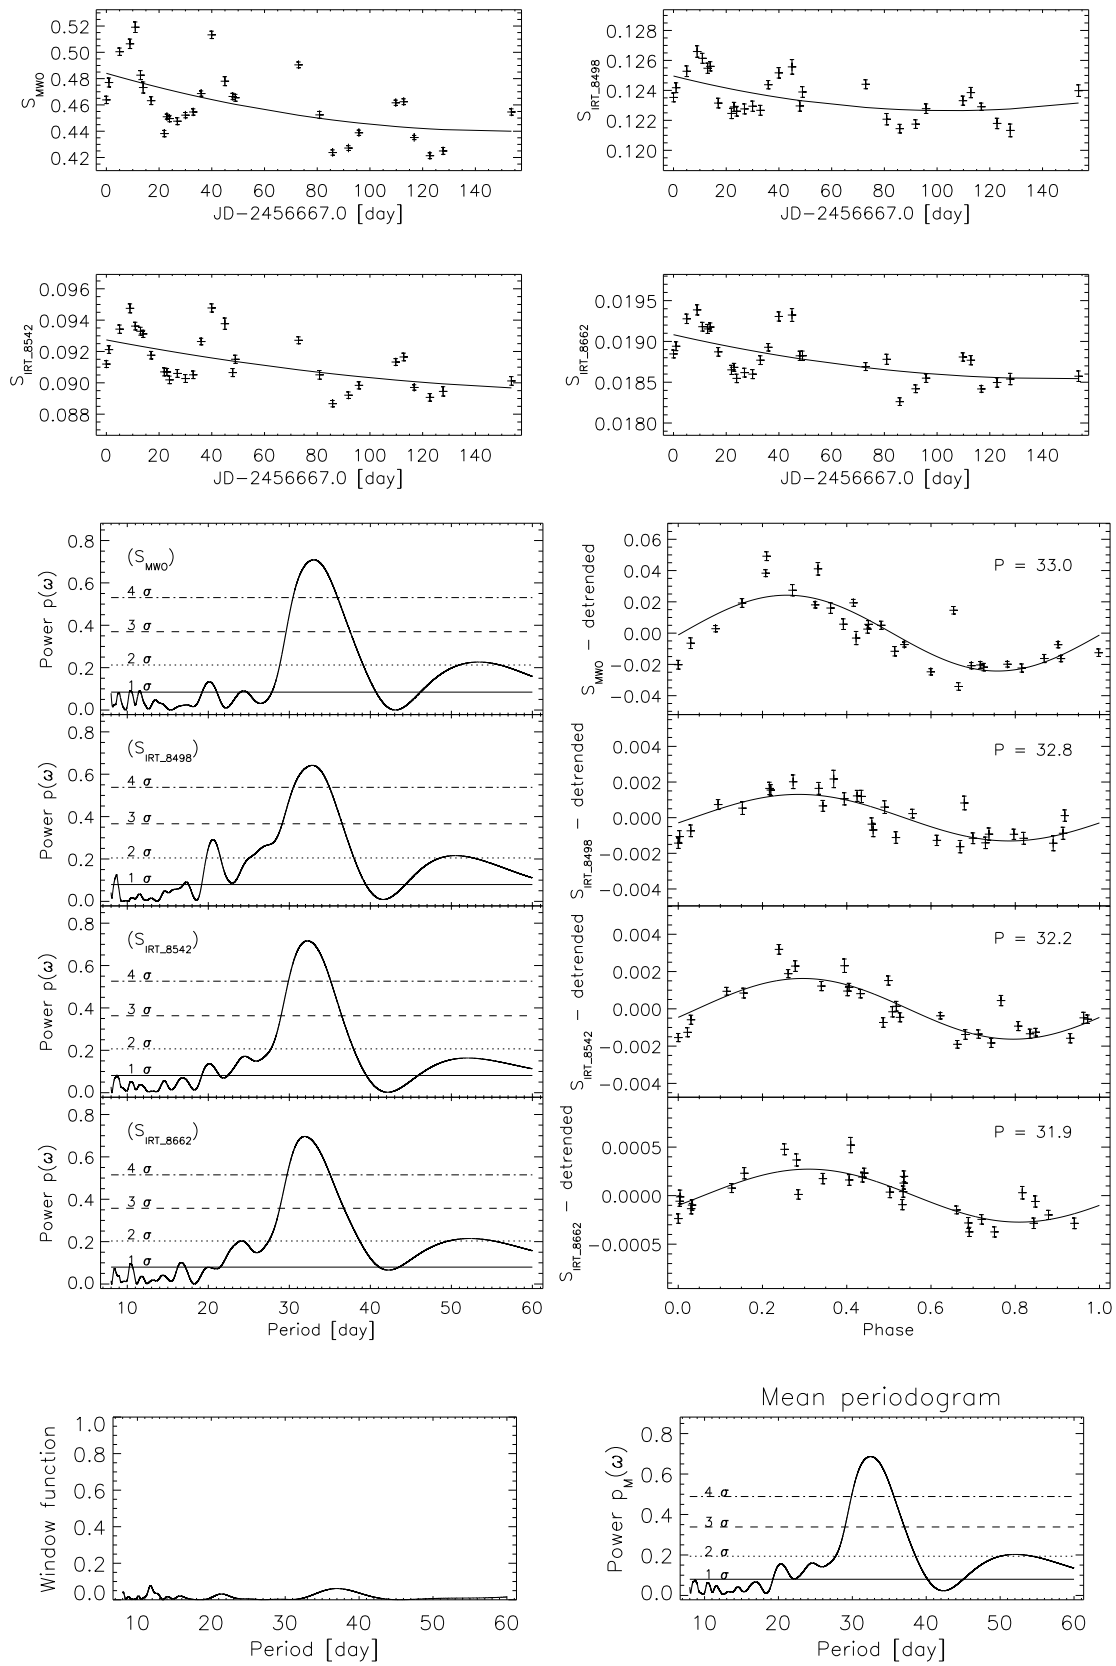 0.52
0.50
0.48
0.46
0.44
0.42
S_MWO
0 20 40 60 80 100 120 140
JD-2456667.0 [day]
0.128
0.126
0.124
0.122
0.120
S_IRT_8498
0 20 40 60 80 100 120 140
JD-2456667.0 [day]
0.096
0.094
0.092
0.090
0.088
S_IRT_8542
0 20 40 60 80 100 120 140
JD-2456667.0 [day]
0.0195
0.0190
0.0185
0.0180
S_IRT_8662
0 20 40 60 80 100 120 140
JD-2456667.0 [day]
0.8
0.6
0.4
0.2
0.0
Power p(ω)
(S_MWO)
4 σ
3 σ
2 σ
1 σ
0.8
0.6
0.4
0.2
0.0
Power p(ω)
(S_IRT_8498)
4 σ
3 σ
2 σ
1 σ
0.8
0.6
0.4
0.2
0.0
Power p(ω)
(S_IRT_8542)
4 σ
3 σ
2 σ
1 σ
0.8
0.6
0.4
0.2
0.0
Power p(ω)
(S_IRT_8662)
4 σ
3 σ
2 σ
1 σ
10 20 30 40 50 60
Period [day]
0.06
0.04
0.02
0.00
-0.02
-0.04
S_MWO - detrended
P = 33.0
0.004
0.002
0.000
-0.002
-0.004
S_IRT_8498 - detrended
P = 32.8
0.004
0.002
0.000
-0.002
-0.004
S_IRT_8542 - detrended
P = 32.2
0.0005
0.0000
-0.0005
S_IRT_8662 - detrended
P = 31.9
0.0 0.2 0.4 0.6 0.8 1.0
Phase
1.0
0.8
0.6
0.4
0.2
0.0
Window function
10 20 30 40 50 60
Period [day]
Mean periodogram
0.8
0.6
0.4
0.2
0.0
Power p_M(ω)
4 σ
3 σ
2 σ
1 σ
10 20 30 40 50 60
Period [day]